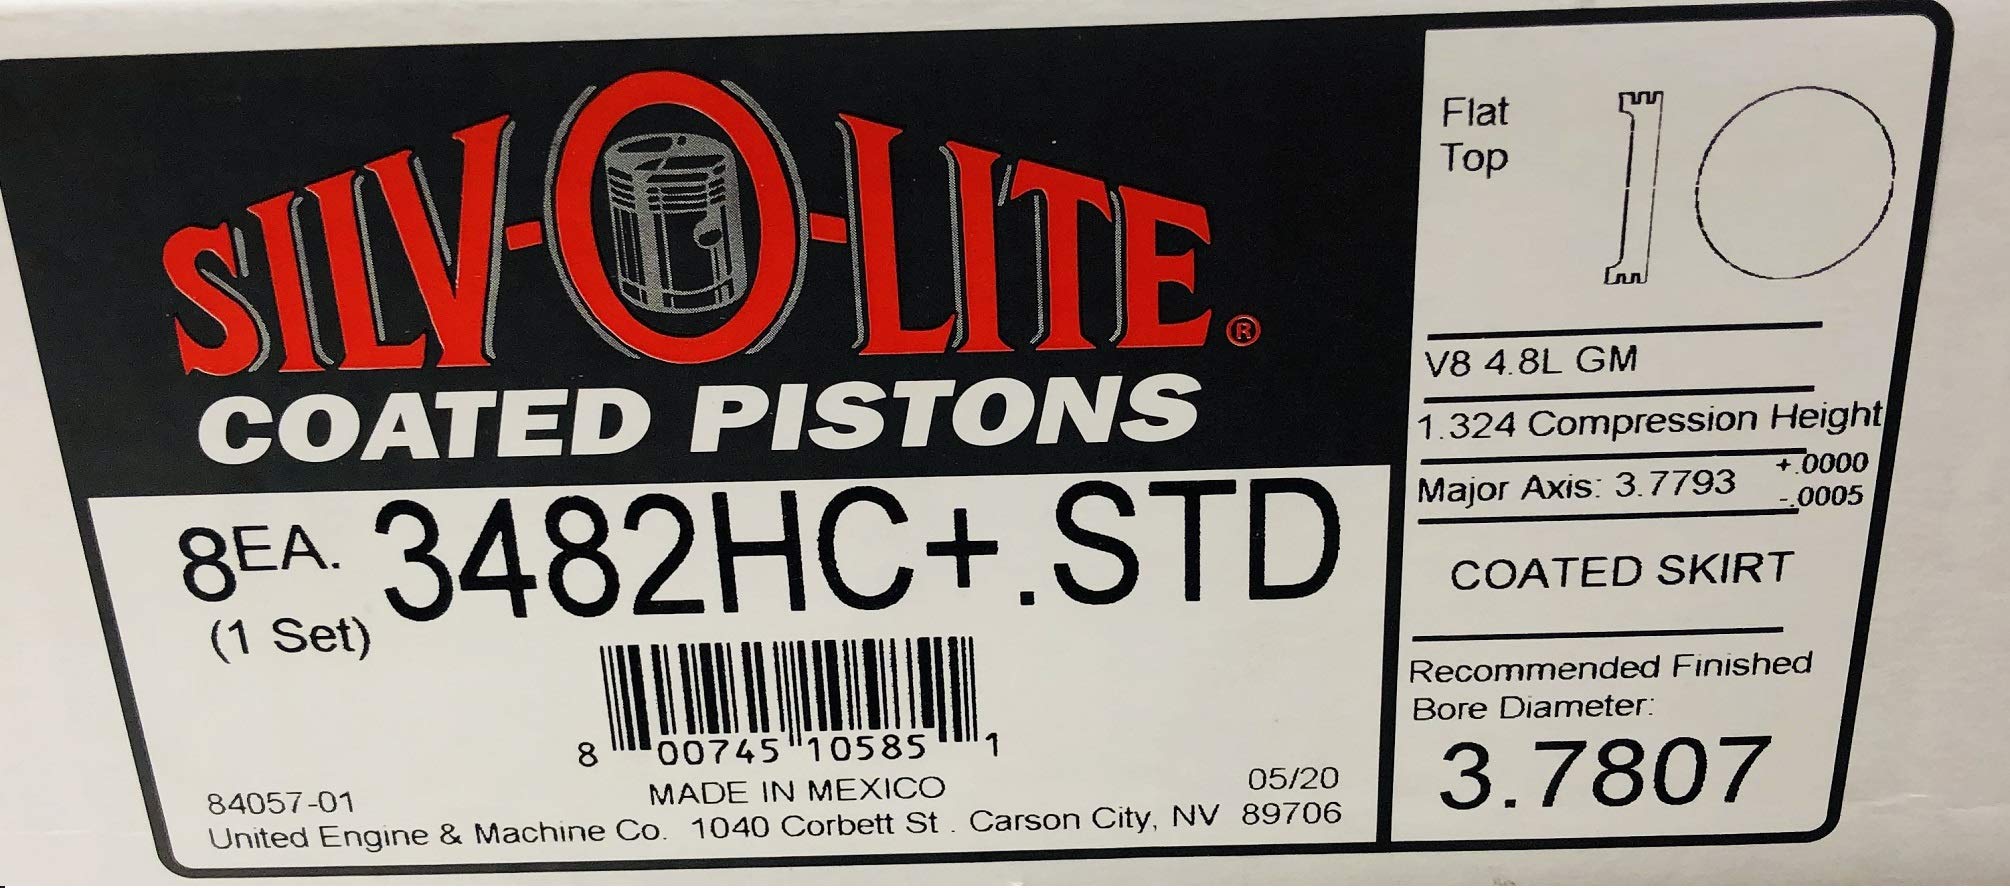 SILV-O-LITE®
COATED PISTONS
8EA. 3482HC+.STD
(1 Set)
8 00745 10585 1
MADE IN MEXICO
84057-01
05/20
United Engine & Machine Co. 1040 Corbett St . Carson City, NV 89706
Flat
Top
V8 4.8L GM
1.324 Compression Height
Major Axis: 3.7793 +.0000
-.0005
COATED SKIRT
Recommended Finished
Bore Diameter:
3.7807